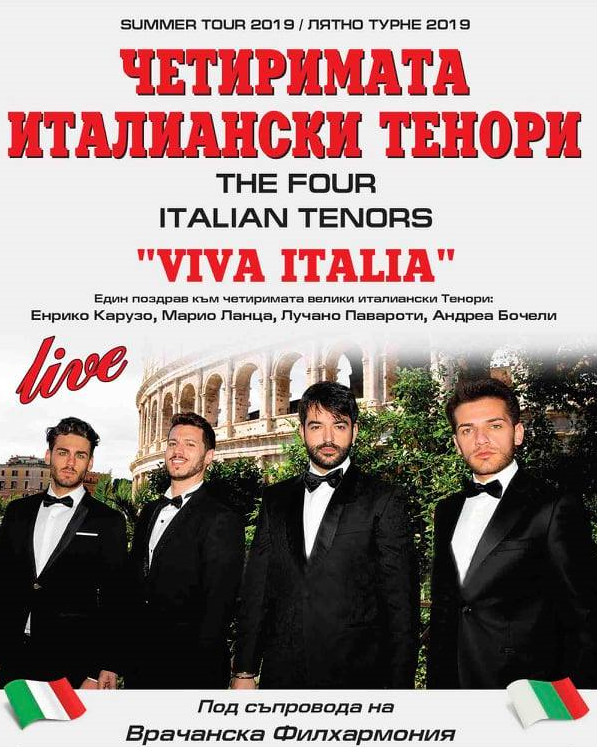 SUMMER TOUR 2019 / ЛЯТНО ТУРНЕ 2019
ЧЕТИРИМАТА
ИТАЛИАНСКИ ТЕНОРИ
THE FOUR
ITALIAN TENORS
"VIVA ITALIA"
Един поздрав към четиримата велики италиански Тенори:
Енрико Карузо, Марио Ланца, Лучано Павароти, Андреа Бочели
live
Под съпровода на
Врачанска Филхармония